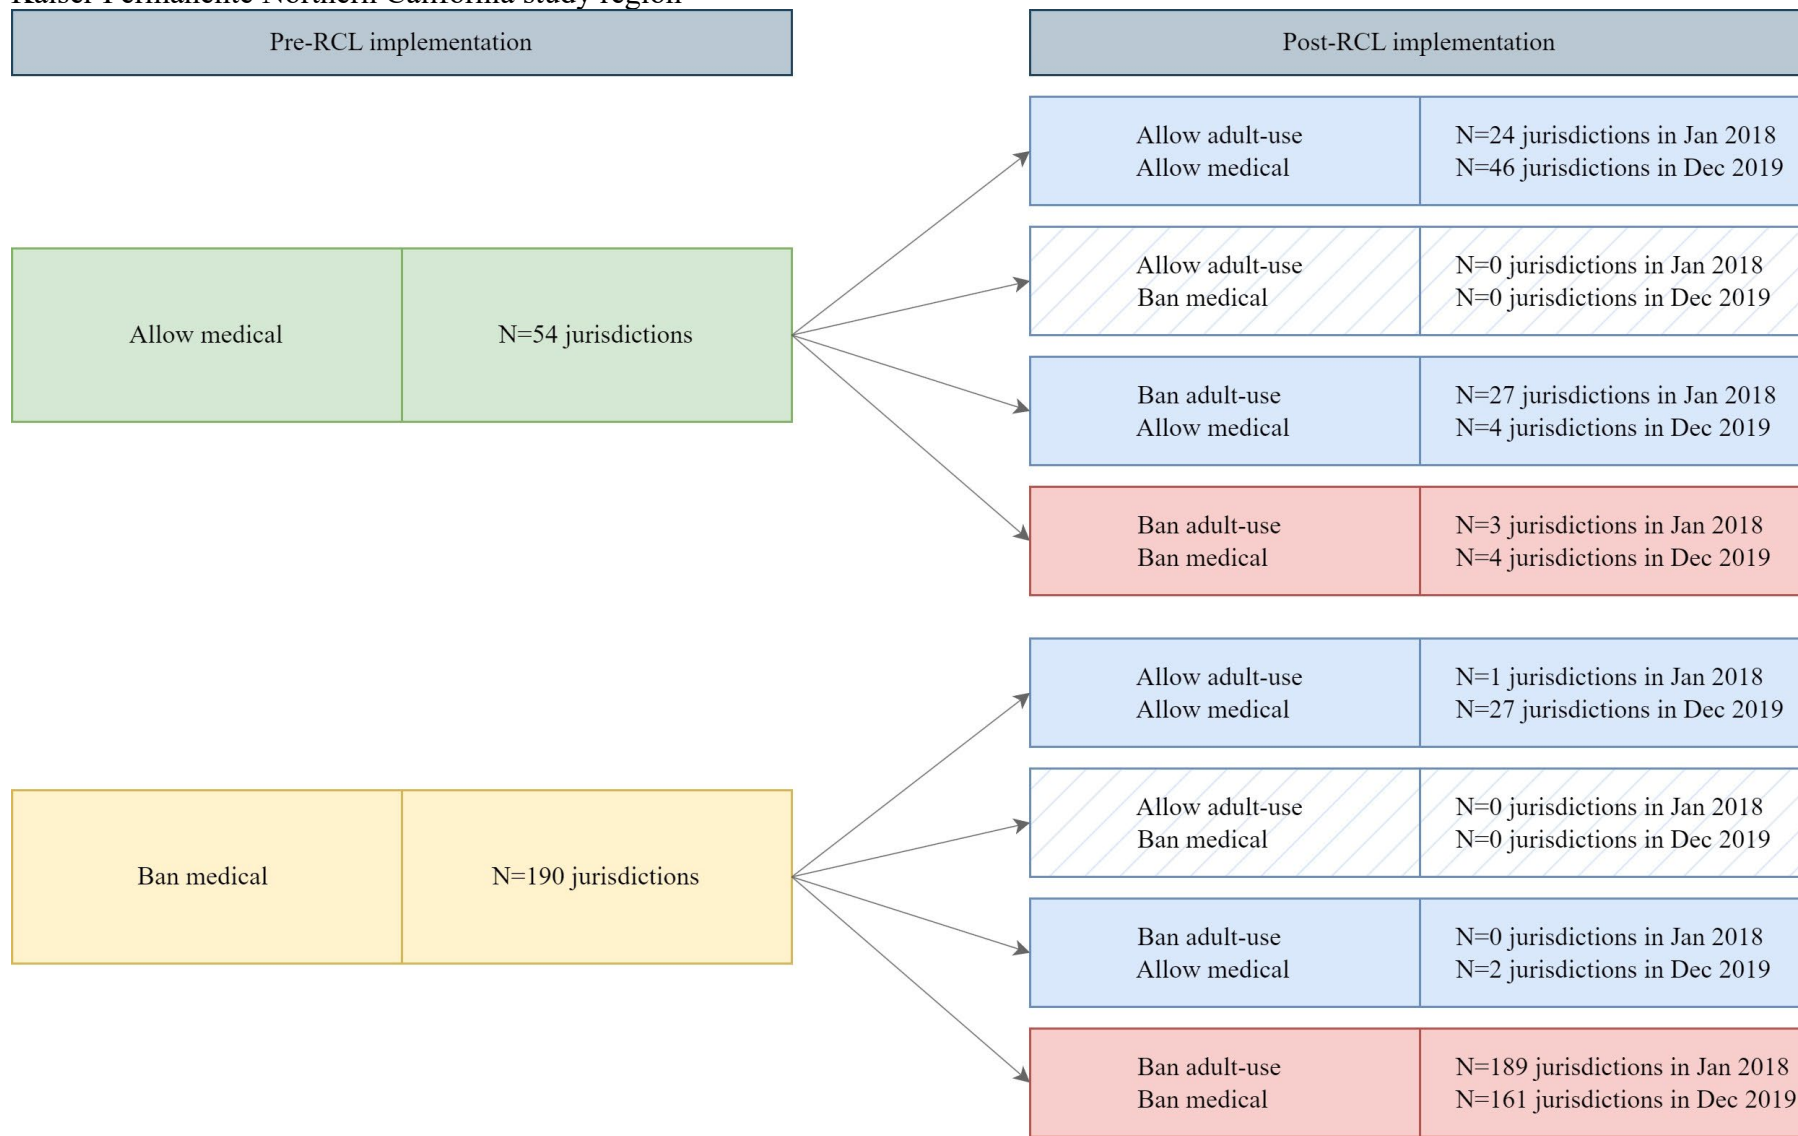 Kaiser Permanente Northern California study region
Pre-RCL implementation
Post-RCL implementation
Allow medical
N=54 jurisdictions
Allow adult-use
Allow medical
N=24 jurisdictions in Jan 2018
N=46 jurisdictions in Dec 2019
Allow adult-use
Ban medical
N=0 jurisdictions in Jan 2018
N=0 jurisdictions in Dec 2019
Ban adult-use
Allow medical
N=27 jurisdictions in Jan 2018
N=4 jurisdictions in Dec 2019
Ban adult-use
Ban medical
N=3 jurisdictions in Jan 2018
N=4 jurisdictions in Dec 2019
Ban medical
N=190 jurisdictions
Allow adult-use
Allow medical
N=1 jurisdictions in Jan 2018
N=27 jurisdictions in Dec 2019
Allow adult-use
Ban medical
N=0 jurisdictions in Jan 2018
N=0 jurisdictions in Dec 2019
Ban adult-use
Allow medical
N=0 jurisdictions in Jan 2018
N=2 jurisdictions in Dec 2019
Ban adult-use
Ban medical
N=189 jurisdictions in Jan 2018
N=161 jurisdictions in Dec 2019